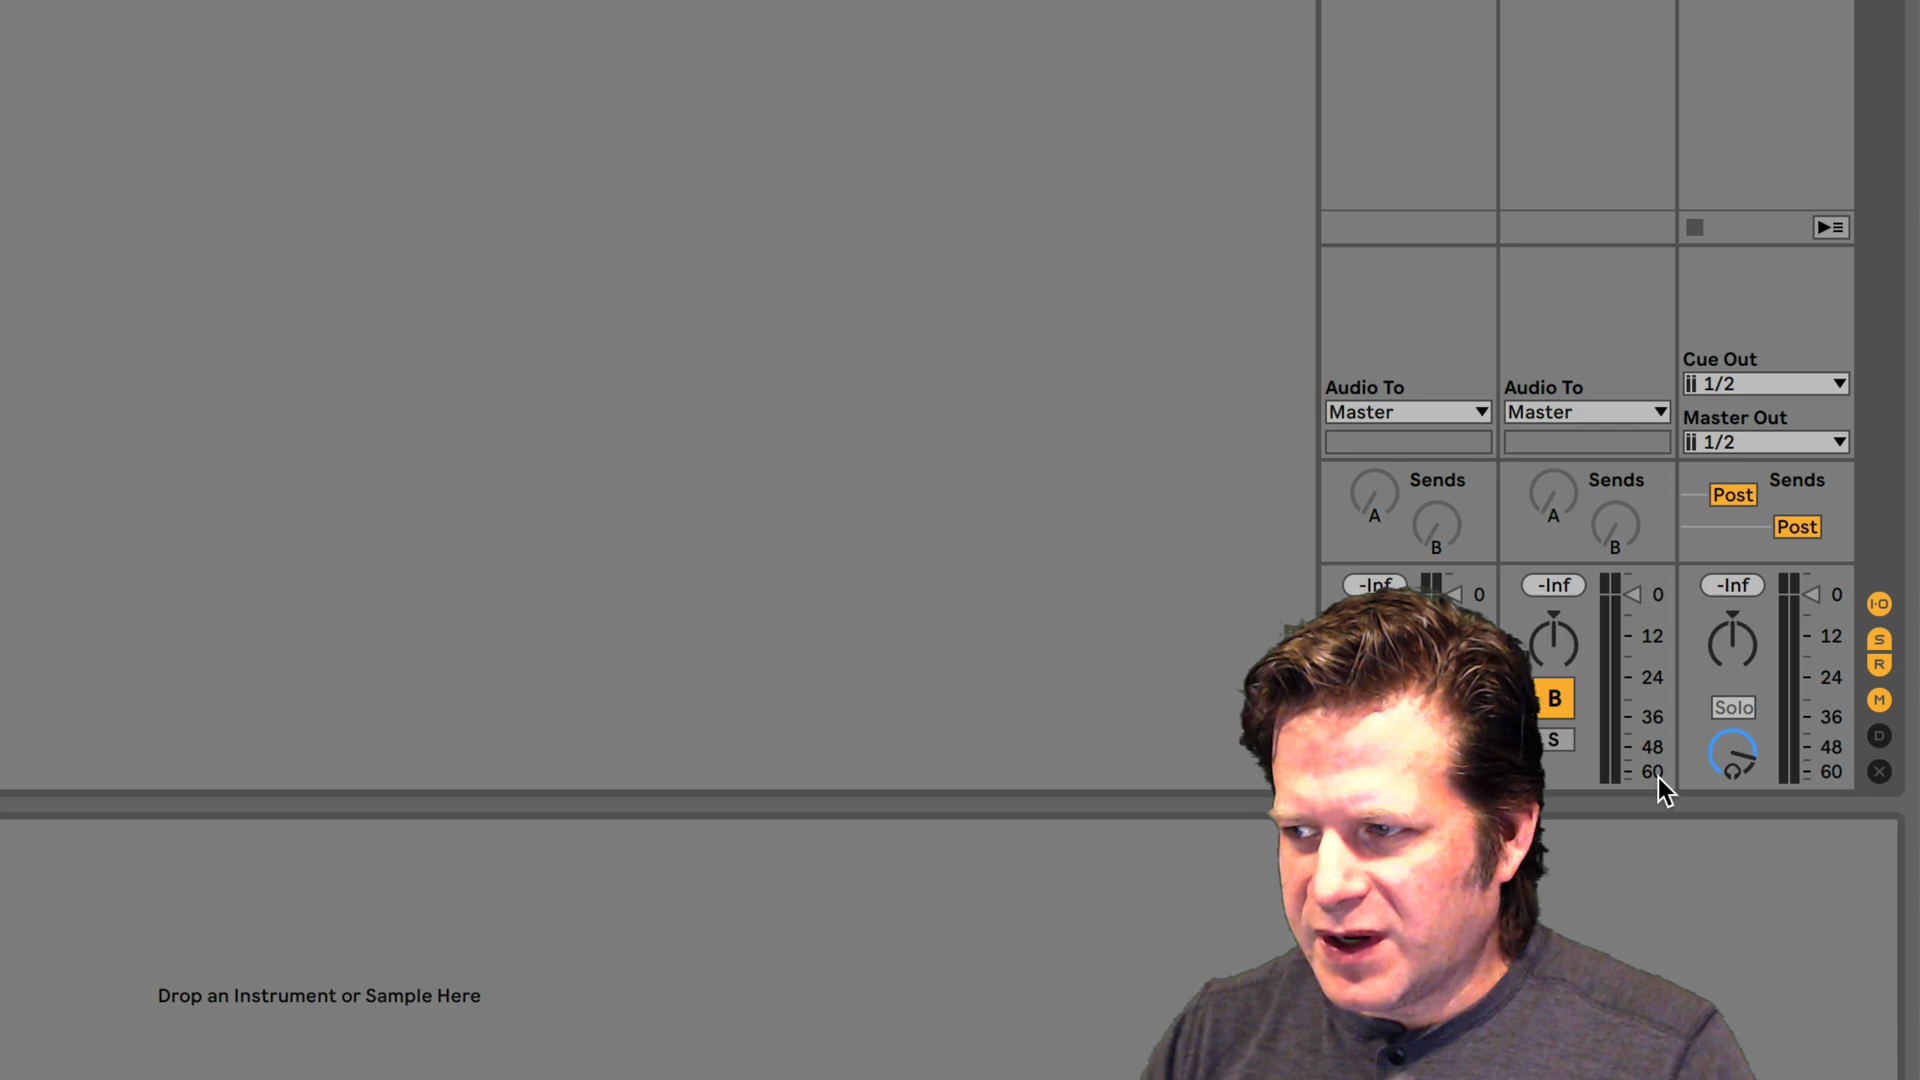 Cue Out
1/2
Audio To
Audio To
Master
Master
Master Out
1/2
Sends
Sends
Sends
A
A
Post
B
B
Post
-Inf
0
-Inf
0
-Inf
0
I·O
12
12
S
R
24
24
B
M
Solo
36
36
S
D
48
48
60
60
Drop an Instrument or Sample Here